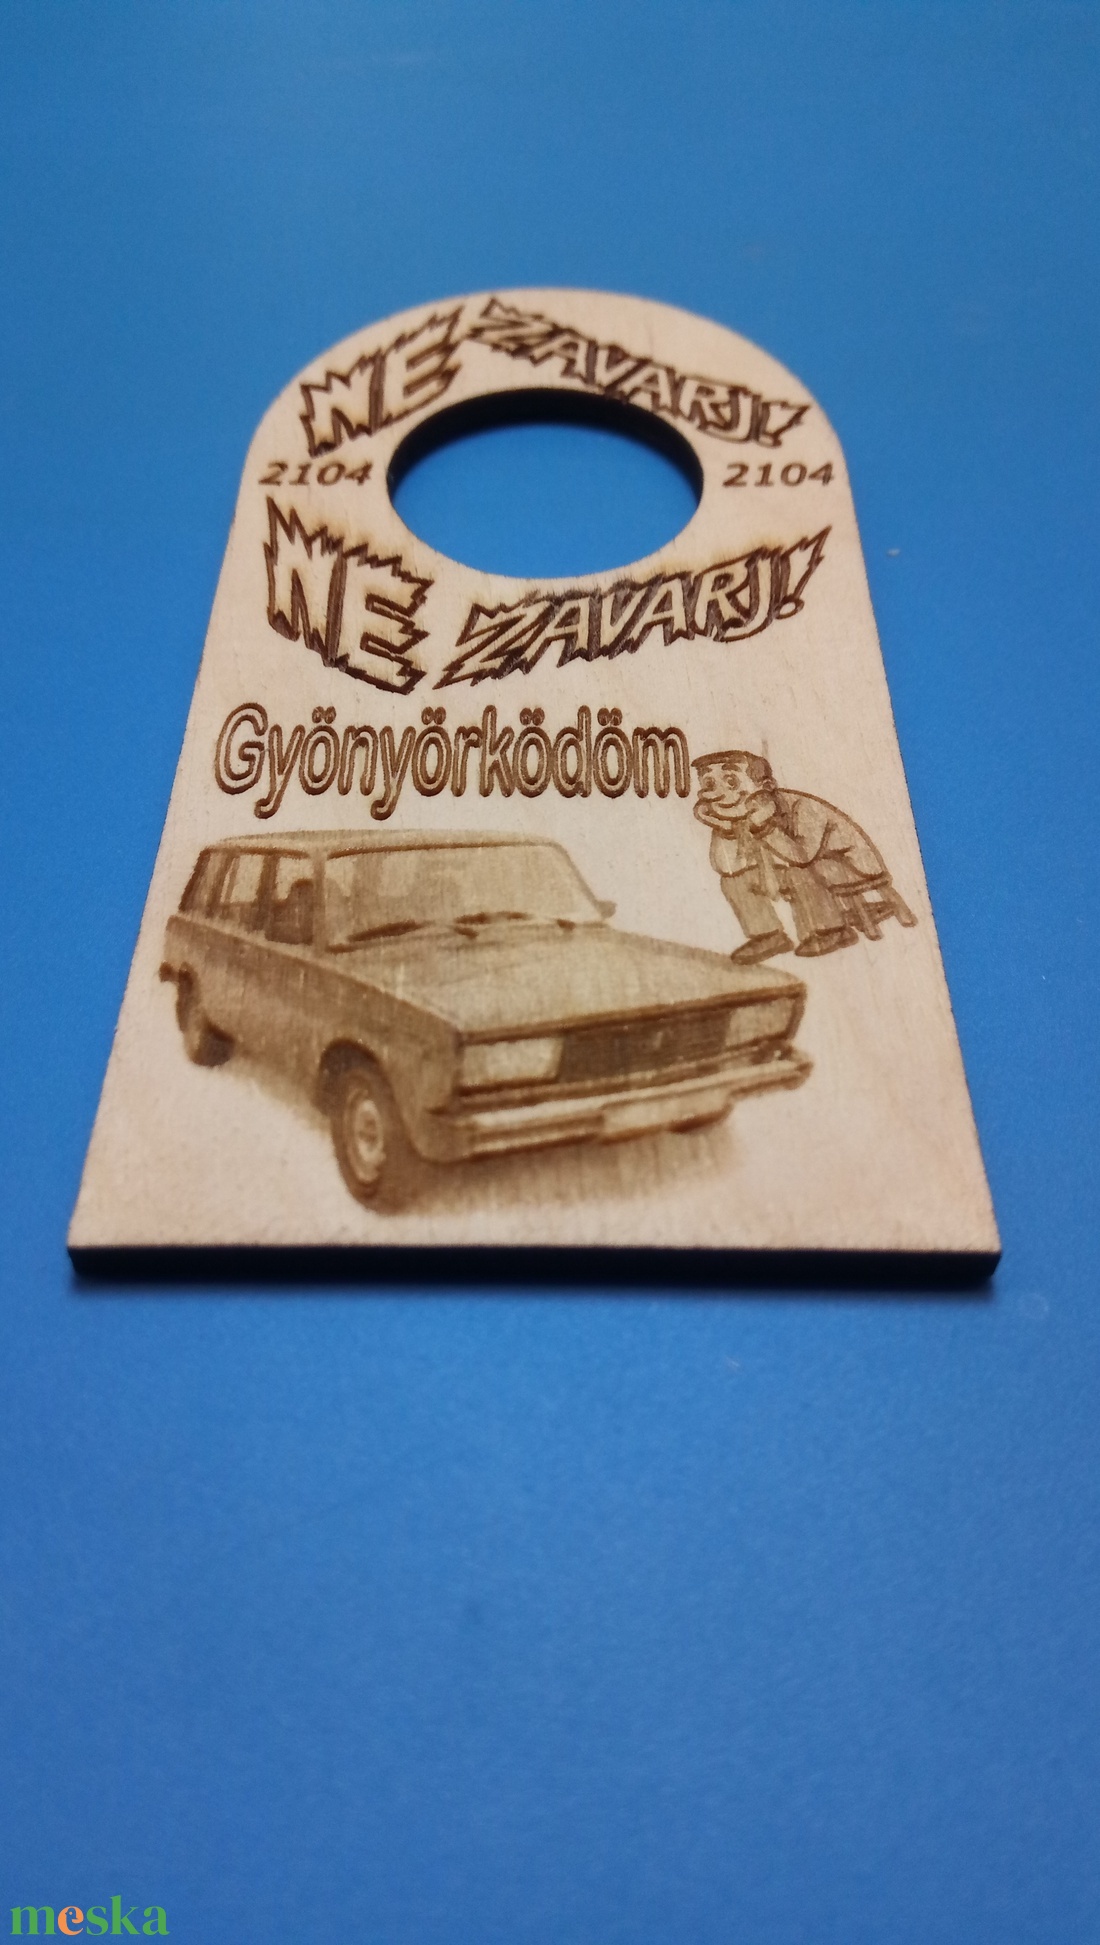 NE ZAVARJ!
2104 2104
NE ZAVARJ!
Gyönyörködöm
meska